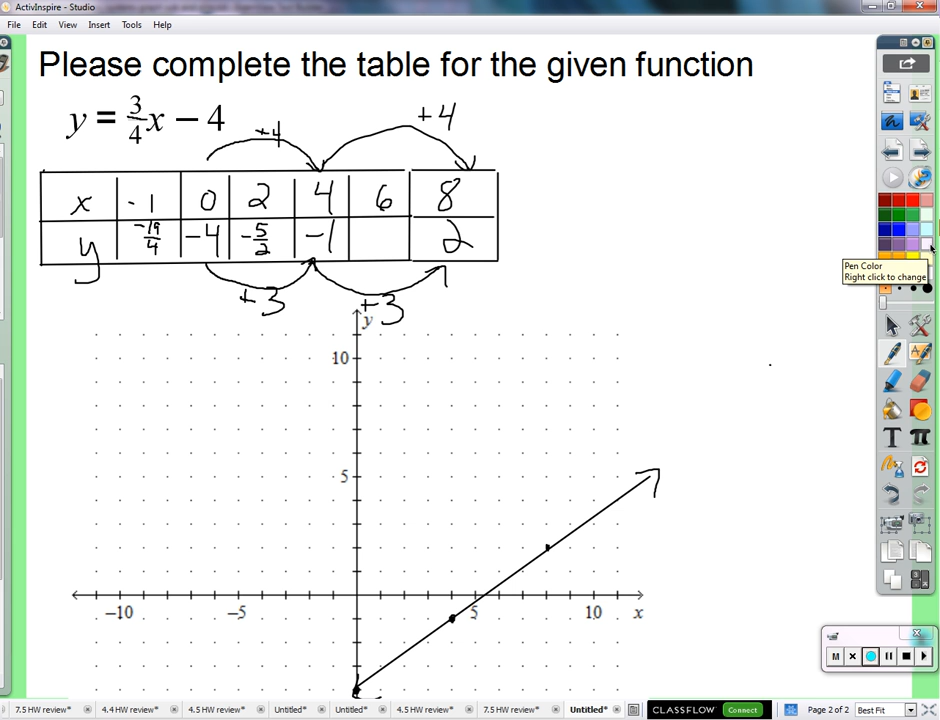 ActivInspire - Studio
File Edit View Insert Tools Help
Please complete the table for the given function
y = 3/4 x − 4
+4 +4
x -1 0 2 4 6 8
y -19/4 -4 -5/2 -1 2
+3 +3
Pen Color
Right click to change
y
10
5
−10 −5 5 10 x
M
7.5 HW review* 4.4 HW review* 4.5 HW review* Untitled* Untitled* 4.5 HW review* 7.5 HW review* Untitled* CLASSFLOW Connect Page 2 of 2 Best Fit